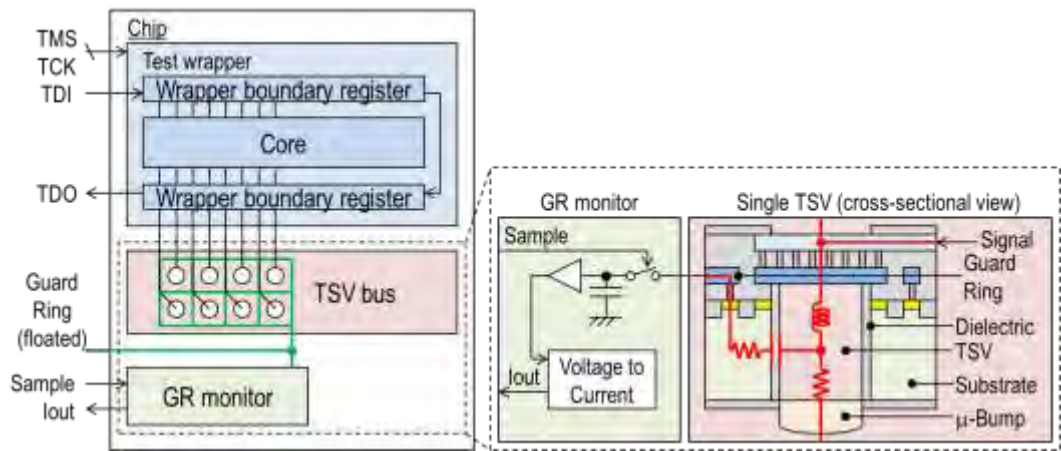 Chip
TMS
TCK
TDI
TDO
Test wrapper
Wrapper boundary register
Core
Wrapper boundary register
TSV bus
Guard
Ring
(floated)
Sample
Iout
GR monitor
GR monitor
Sample
Iout
Voltage to
Current
Single TSV (cross-sectional view)
Signal
Guard
Ring
Dielectric
TSV
Substrate
μ-Bump